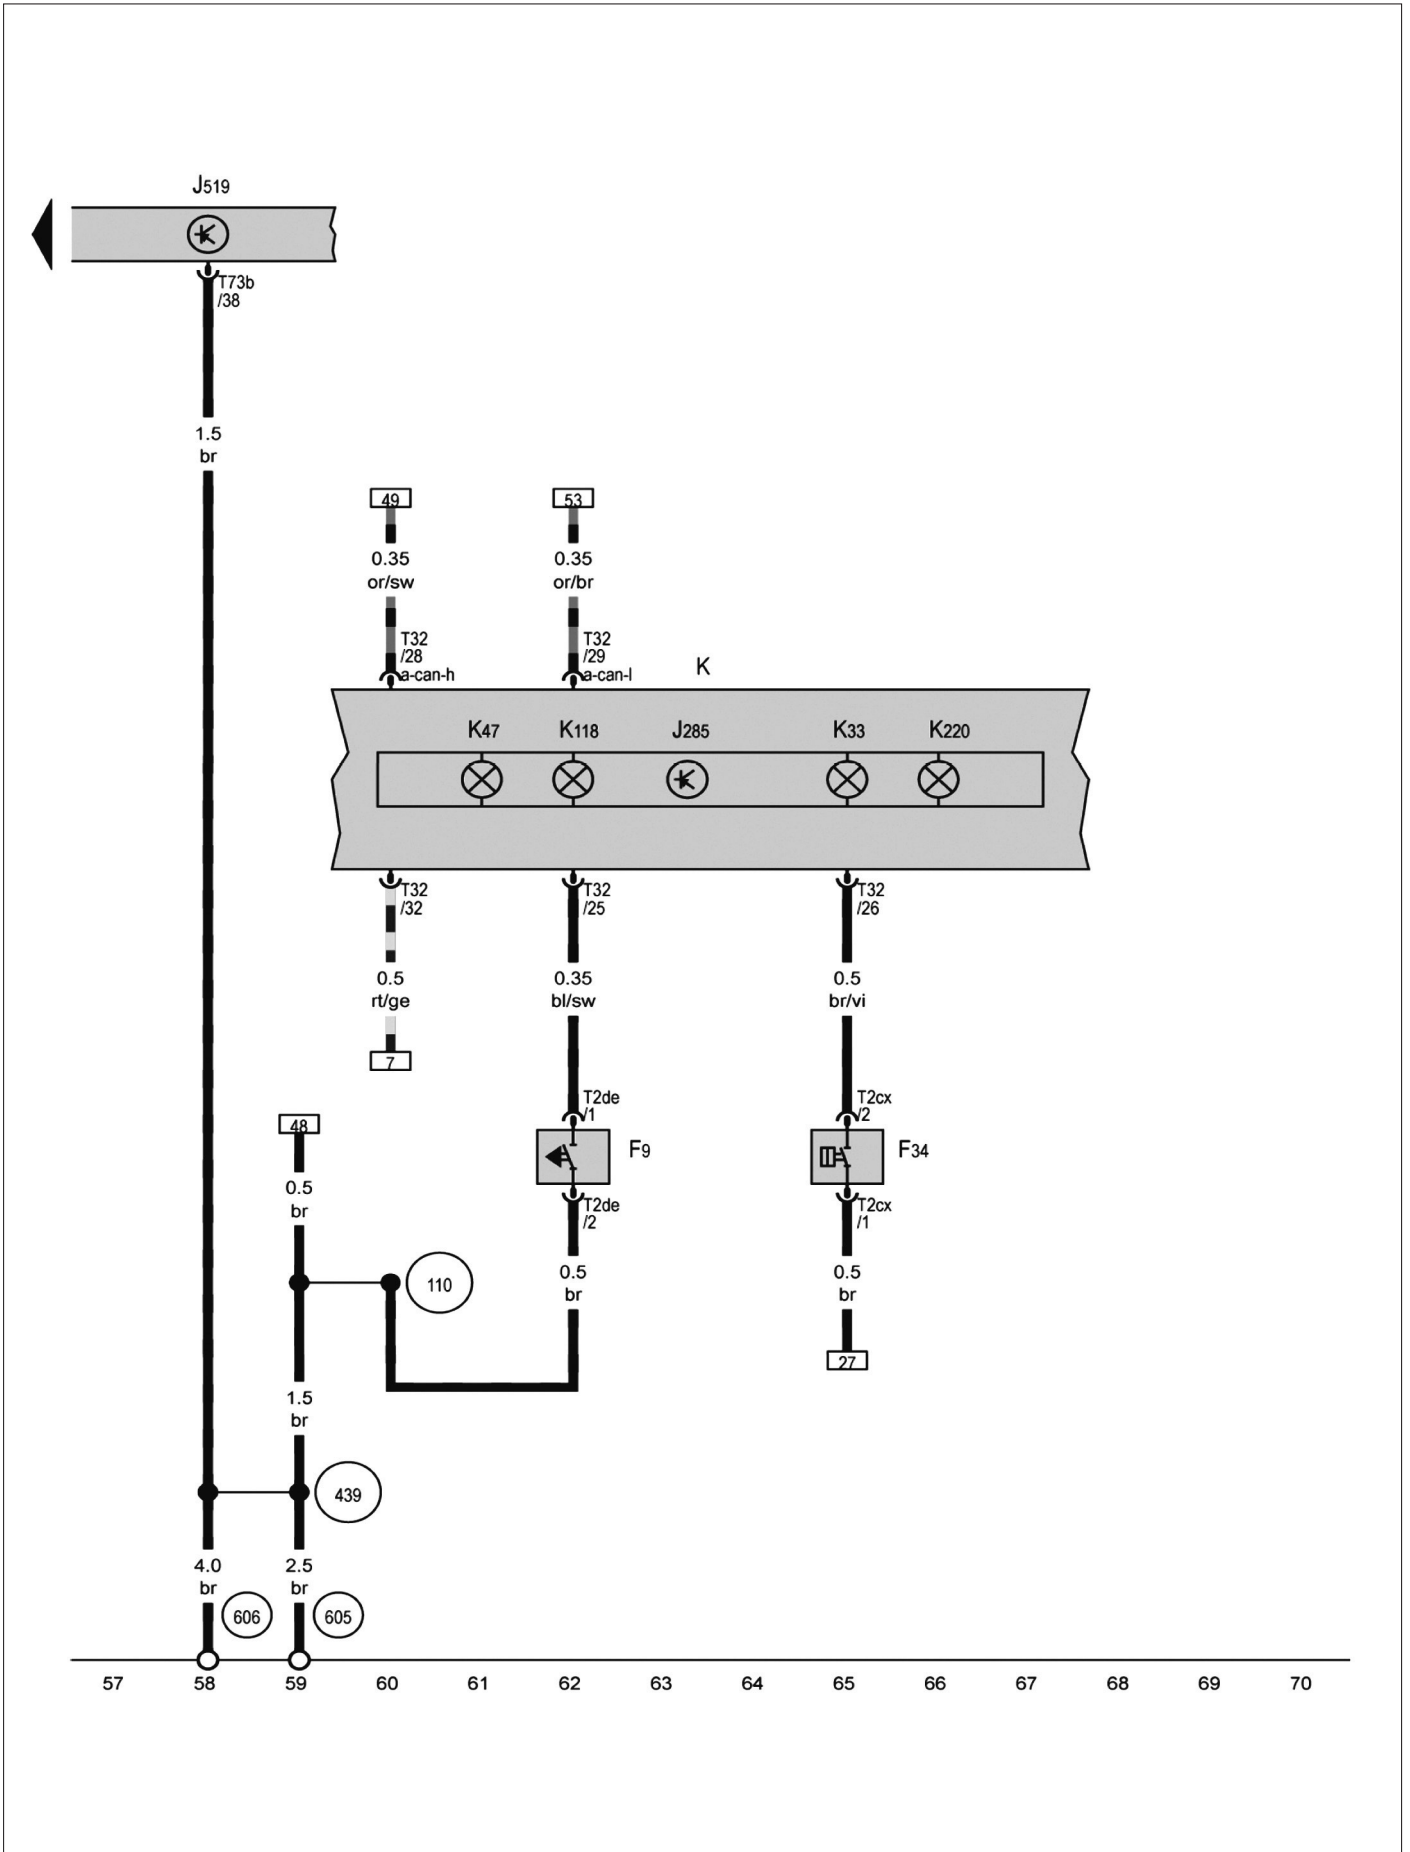 J519
T73b
/38
1.5
br
49
53
0.35
or/sw
0.35
or/br
T32
/28
a-can-h
T32
/29
a-can-l
K
K47
K118
J285
K33
K220
T32
/32
T32
/25
T32
/26
0.5
rt/ge
0.35
bl/sw
0.5
br/vi
7
T2de
/1
T2cx
/2
48
F9
F34
0.5
br
T2de
/2
T2cx
/1
110
0.5
br
0.5
br
27
1.5
br
439
4.0
br
2.5
br
606
605
57 58 59 60 61 62 63 64 65 66 67 68 69 70